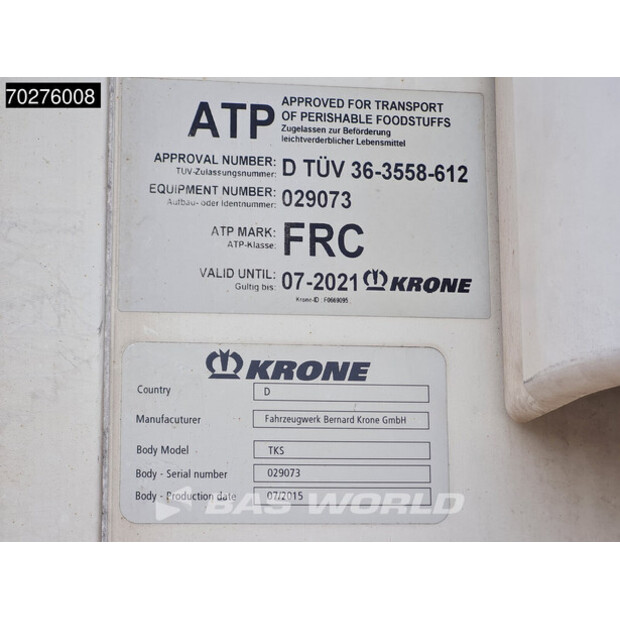 70276008
ATP APPROVED FOR TRANSPORT
OF PERISHABLE FOODSTUFFS
Zugelassen zur Beförderung
leichtverderblicher Lebensmittel
APPROVAL NUMBER: D TÜV 36-3558-612
TÜV-Zulassungsnummer:
EQUIPMENT NUMBER: 029073
Aufbau- oder Identnummer:
ATP MARK: FRC
ATP-Klasse:
VALID UNTIL: 07-2021 KRONE
Gültig bis:
Krone-ID F0669095
KRONE
Country D
Manufacuturer Fahrzeugwerk Bernard Krone GmbH
Body Model TKS
Body - Serial number 029073
Body - Production date 07/2015
BAS WORLD